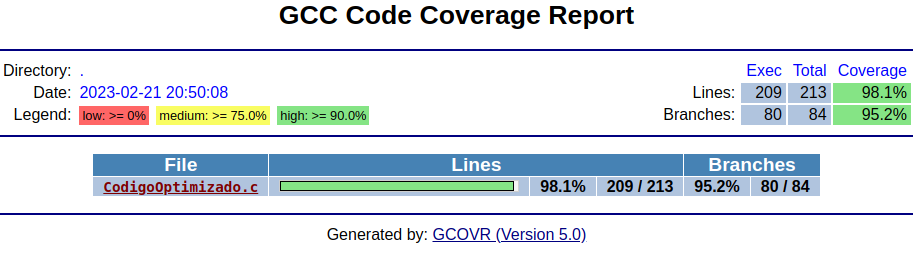 GCC Code Coverage Report
Directory: .
Date: 2023-02-21 20:50:08
Legend: low: >= 0% medium: >= 75.0% high: >= 90.0%
Exec Total Coverage
Lines: 209 213 98.1%
Branches: 80 84 95.2%
File Lines Branches
CodigoOptimizado.c 98.1% 209 / 213 95.2% 80 / 84
Generated by: GCOVR (Version 5.0)